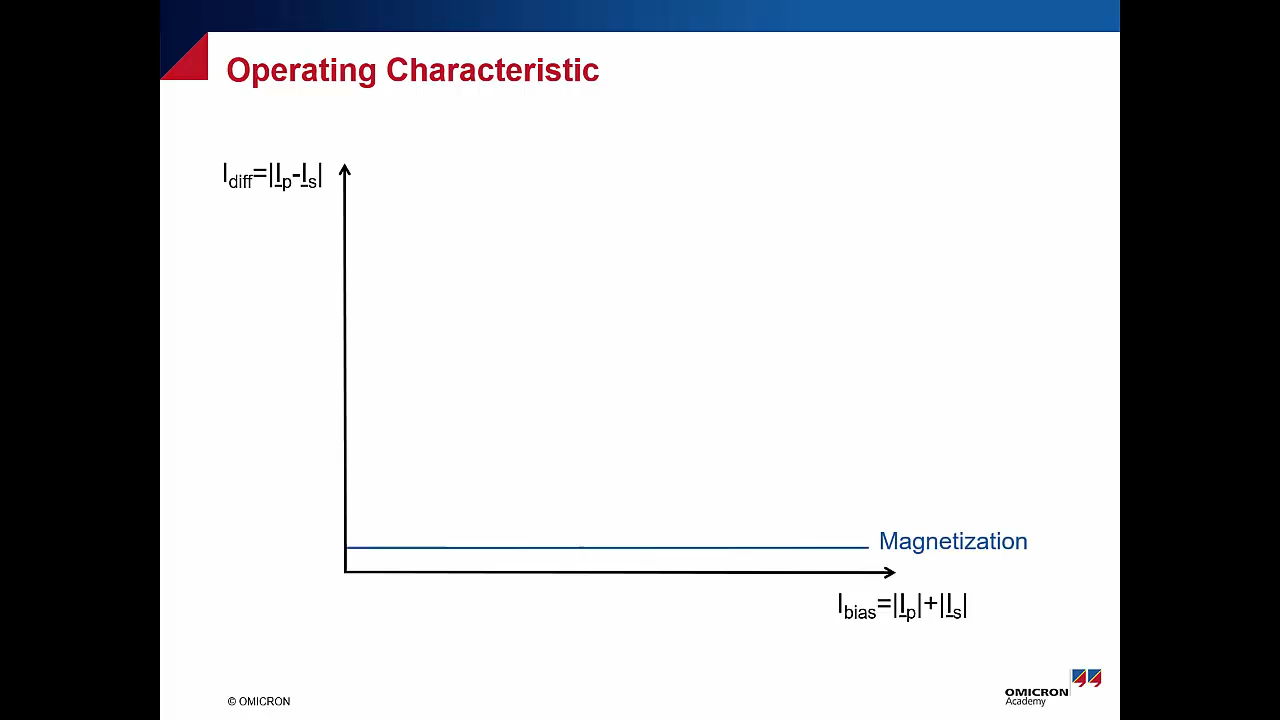 Operating Characteristic
Idiff=|Ip-Is|
Magnetization
Ibias=|Ip|+|Is|
© OMICRON
OMICRON
Academy